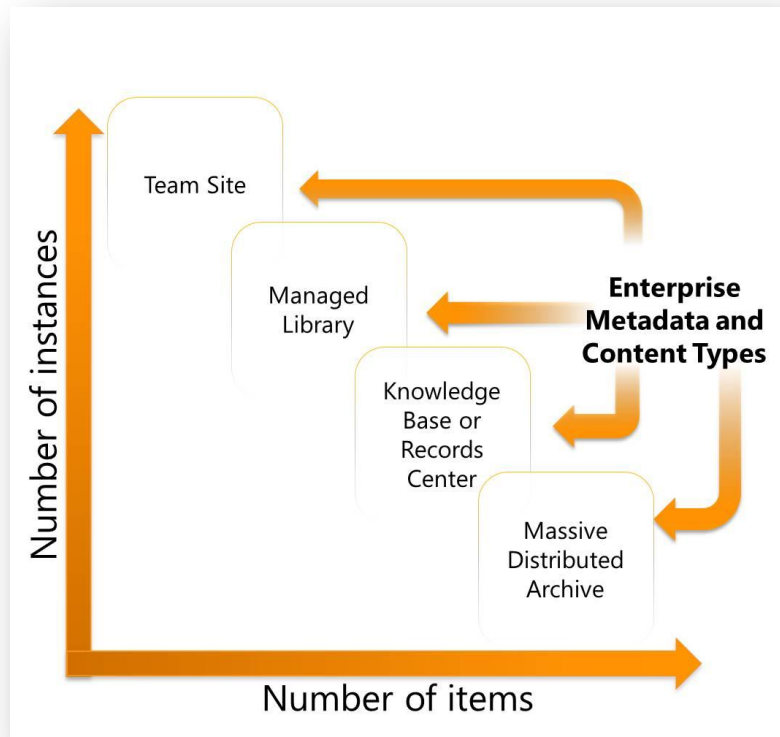 Team Site
Managed
Library
Knowledge
Base or
Records
Center
Massive
Distributed
Archive
Enterprise
Metadata and
Content Types
Number of instances
Number of items